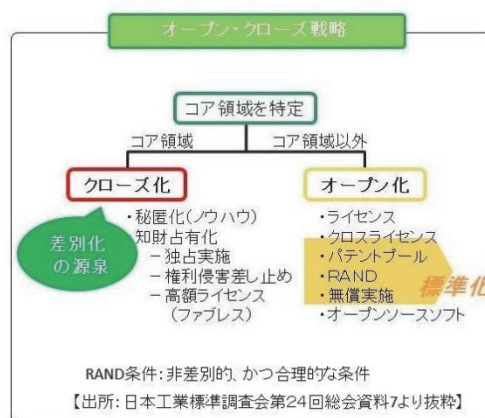 オープン・クローズ戦略
コア領域を特定
コア領域
コア領域以外
クローズ化
オープン化
・秘匿化(ノウハウ)
・知財占有化
－独占実施
－権利侵害差し止め
－高額ライセンス
(ファブレス)
差別化
の源泉
・ライセンス
・クロスライセンス
・パテントプール
・RAND
・無償実施
・オープンソースソフト
標準化
RAND条件：非差別的、かつ合理的な条件
【出所：日本工業標準調査会第24回総会資料7より抜粋】